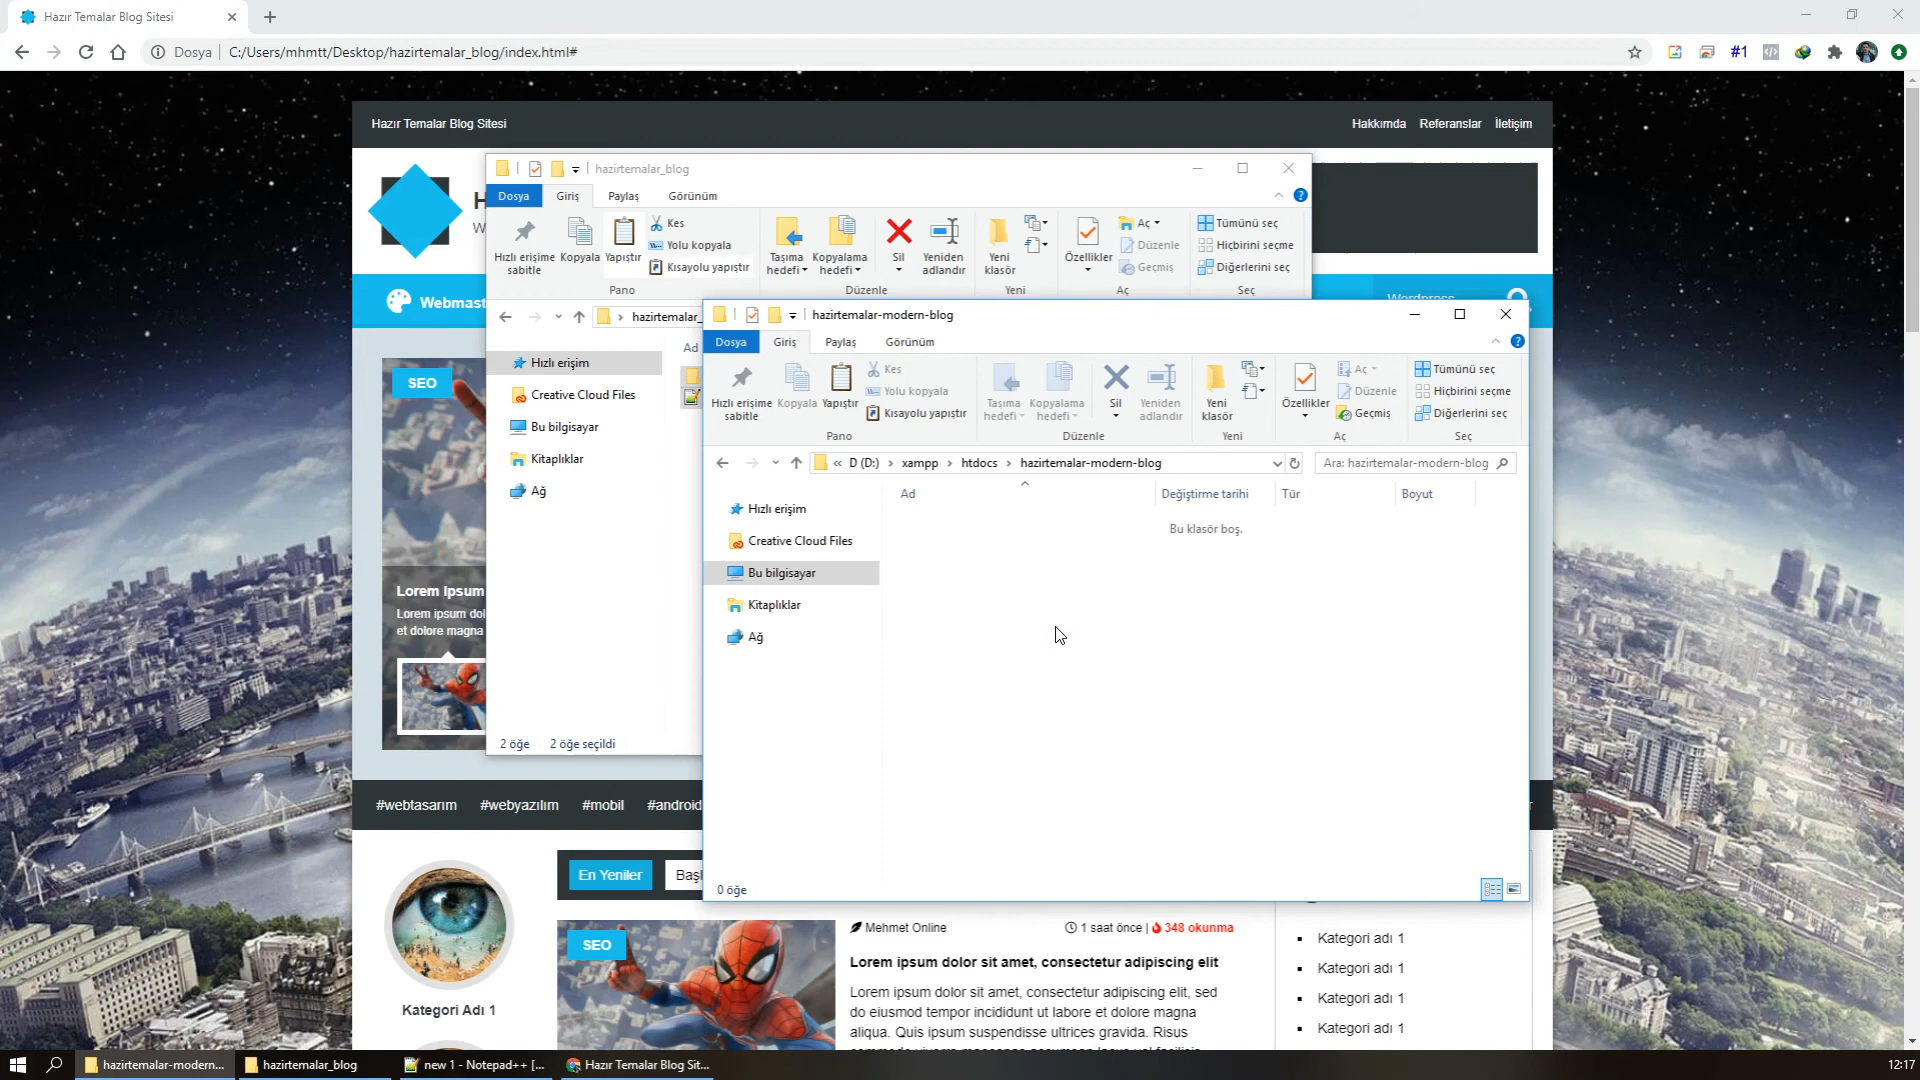 Hazır Temalar Blog Sitesi
Dosya
C:/Users/mhmtt/Desktop/hazirtemalar_blog/index.html#
#1
Hazır Temalar Blog Sitesi
Hakkımda Referanslar İletişim
hazirtemalar_blog
Dosya Giriş Paylaş Görünüm
Hızlı erişime sabitle
Kopyala
Yapıştır
Kes
Yolu kopyala
Kısayolu yapıştır
Pano
Taşıma hedefi
Kopyalama hedefi
Sil
Yeniden adlandır
Düzenle
Yeni klasör
Yeni
Özellikler
Aç
Düzenle
Geçmiş
Aç
Tümünü seç
Hiçbirini seçme
Diğerlerini seç
Seç
Webmast
Wordpress
hazirtemalar_
Ad
Hızlı erişim
Creative Cloud Files
Bu bilgisayar
Kitaplıklar
Ağ
2 öğe 2 öğe seçildi
hazirtemalar-modern-blog
Dosya Giriş Paylaş Görünüm
Hızlı erişime sabitle
Kopyala
Yapıştır
Kes
Yolu kopyala
Kısayolu yapıştır
Pano
Taşıma hedefi
Kopyalama hedefi
Sil
Yeniden adlandır
Düzenle
Yeni klasör
Yeni
Özellikler
Aç
Düzenle
Geçmiş
Aç
Tümünü seç
Hiçbirini seçme
Diğerlerini seç
Seç
« D (D:) › xampp › htdocs › hazirtemalar-modern-blog
Ara: hazirtemalar-modern-blog
Ad Değiştirme tarihi Tür Boyut
Bu klasör boş.
Hızlı erişim
Creative Cloud Files
Bu bilgisayar
Kitaplıklar
Ağ
0 öğe
SEO
Lorem Ipsum
Lorem ipsum dol
et dolore magna
#webtasarım #webyazılım #mobil #android
En Yeniler
Başl
Kategori Adı 1
SEO
Mehmet Online
1 saat önce | 348 okunma
Lorem ipsum dolor sit amet, consectetur adipiscing elit
Lorem ipsum dolor sit amet, consectetur adipiscing elit, sed
do eiusmod tempor incididunt ut labore et dolore magna
aliqua. Quis ipsum suspendisse ultrices gravida. Risus
Kategori adı 1
Kategori adı 1
Kategori adı 1
Kategori adı 1
hazirtemalar-modern...
hazirtemalar_blog
new 1 - Notepad++ [...
Hazır Temalar Blog Sit...
12:17